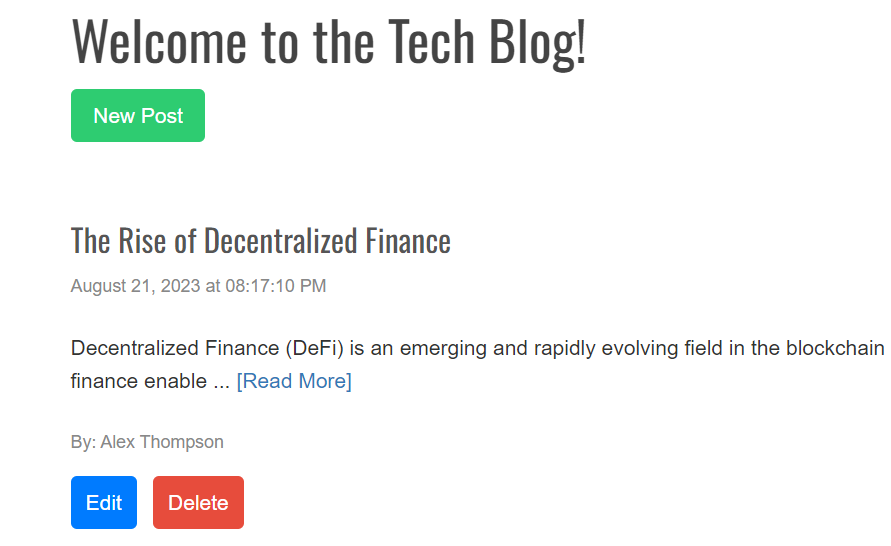 Welcome to the Tech Blog!
New Post
The Rise of Decentralized Finance
August 21, 2023 at 08:17:10 PM
Decentralized Finance (DeFi) is an emerging and rapidly evolving field in the blockchain
finance enable ... [Read More]
By: Alex Thompson
Edit Delete